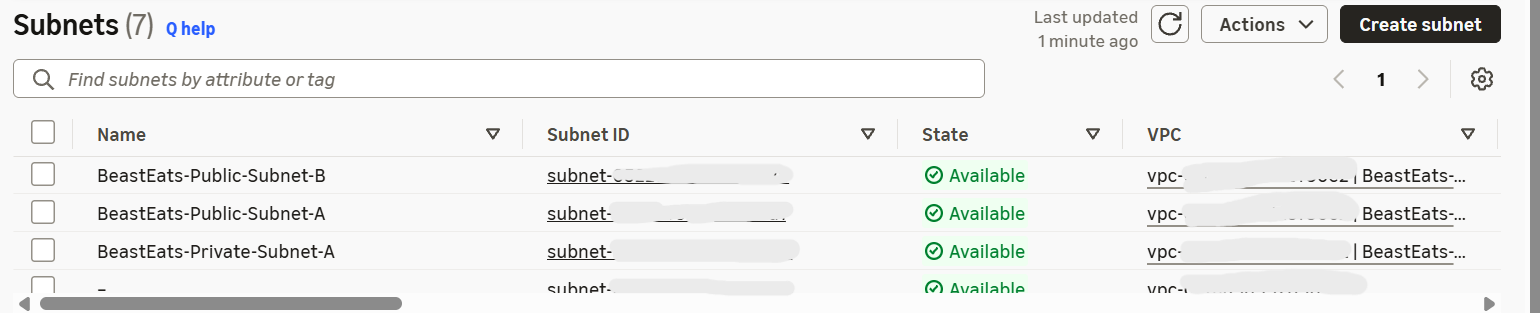 Subnets (7) Q help
Last updated
1 minute ago
Actions
Create subnet
Find subnets by attribute or tag
1
Name Subnet ID State VPC
BeastEats-Public-Subnet-B subnet- Available vpc- | BeastEats-...
BeastEats-Public-Subnet-A subnet- Available vpc- | BeastEats-...
BeastEats-Private-Subnet-A subnet- Available vpc- | BeastEats-...
- subnet- Available vpc-